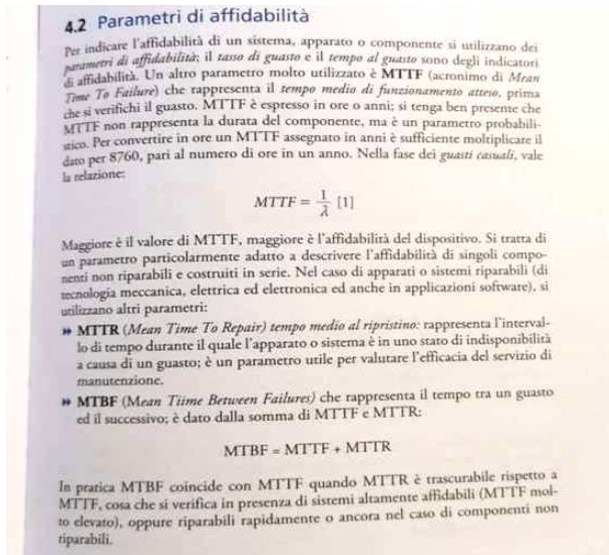 4.2 Parametri di affidabilità
Per indicare l'affidabilità di un sistema, apparato o componente si utilizzano dei
parametri di affidabilità; il tasso di guasto e il tempo al guasto sono degli indicatori
di affidabilità. Un altro parametro molto utilizzato è MTTF (acronimo di Mean
Time To Failure) che rappresenta il tempo medio di funzionamento atteso, prima
che si verifichi il guasto. MTTF è espresso in ore o anni; si tenga ben presente che
MTTF non rappresenta la durata del componente, ma è un parametro probabili-
stico. Per convertire in ore un MTTF assegnato in anni è sufficiente moltiplicare il
dato per 8760, pari al numero di ore in un anno. Nella fase dei guasti casuali, vale
la relazione:
MTTF = 1/λ [1]
Maggiore è il valore di MTTF, maggiore è l'affidabilità del dispositivo. Si tratta di
un parametro particolarmente adatto a descrivere l'affidabilità di singoli compo-
nenti non riparabili e costruiti in serie. Nel caso di apparati o sistemi riparabili (di
tecnologia meccanica, elettrica ed elettronica ed anche in applicazioni software), si
utilizzano altri parametri:
» MTTR (Mean Time To Repair) tempo medio al ripristino: rappresenta l'interval-
lo di tempo durante il quale l'apparato o sistema è in uno stato di indisponibilità
a causa di un guasto; è un parametro utile per valutare l'efficacia del servizio di
manutenzione.
» MTBF (Mean Tiime Between Failures) che rappresenta il tempo tra un guasto
ed il successivo; è dato dalla somma di MTTF e MTTR:
MTBF = MTTF + MTTR
In pratica MTBF coincide con MTTF quando MTTR è trascurabile rispetto a
MTTF, cosa che si verifica in presenza di sistemi altamente affidabili (MTTF mol-
to elevato), oppure riparabili rapidamente o ancora nel caso di componenti non
riparabili.